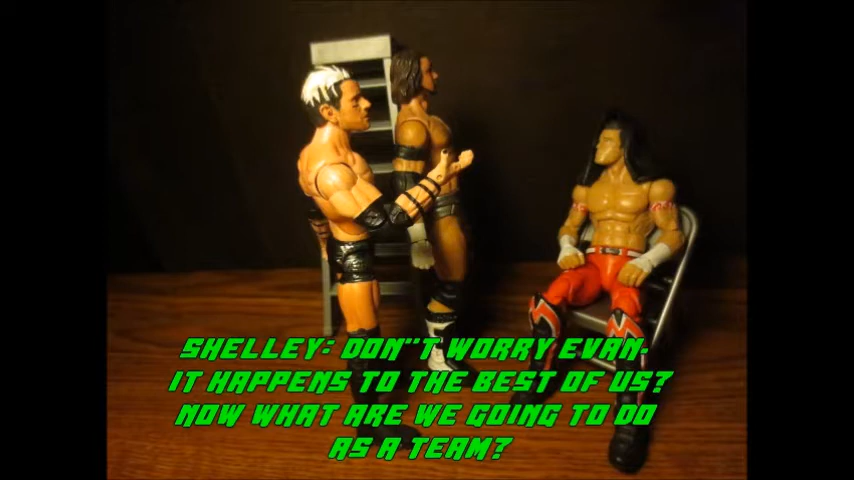 SHELLEY: DON"T WORRY EVAN.
IT HAPPENS TO THE BEST OF US?
NOW WHAT ARE WE GOING TO DO
AS A TEAM?